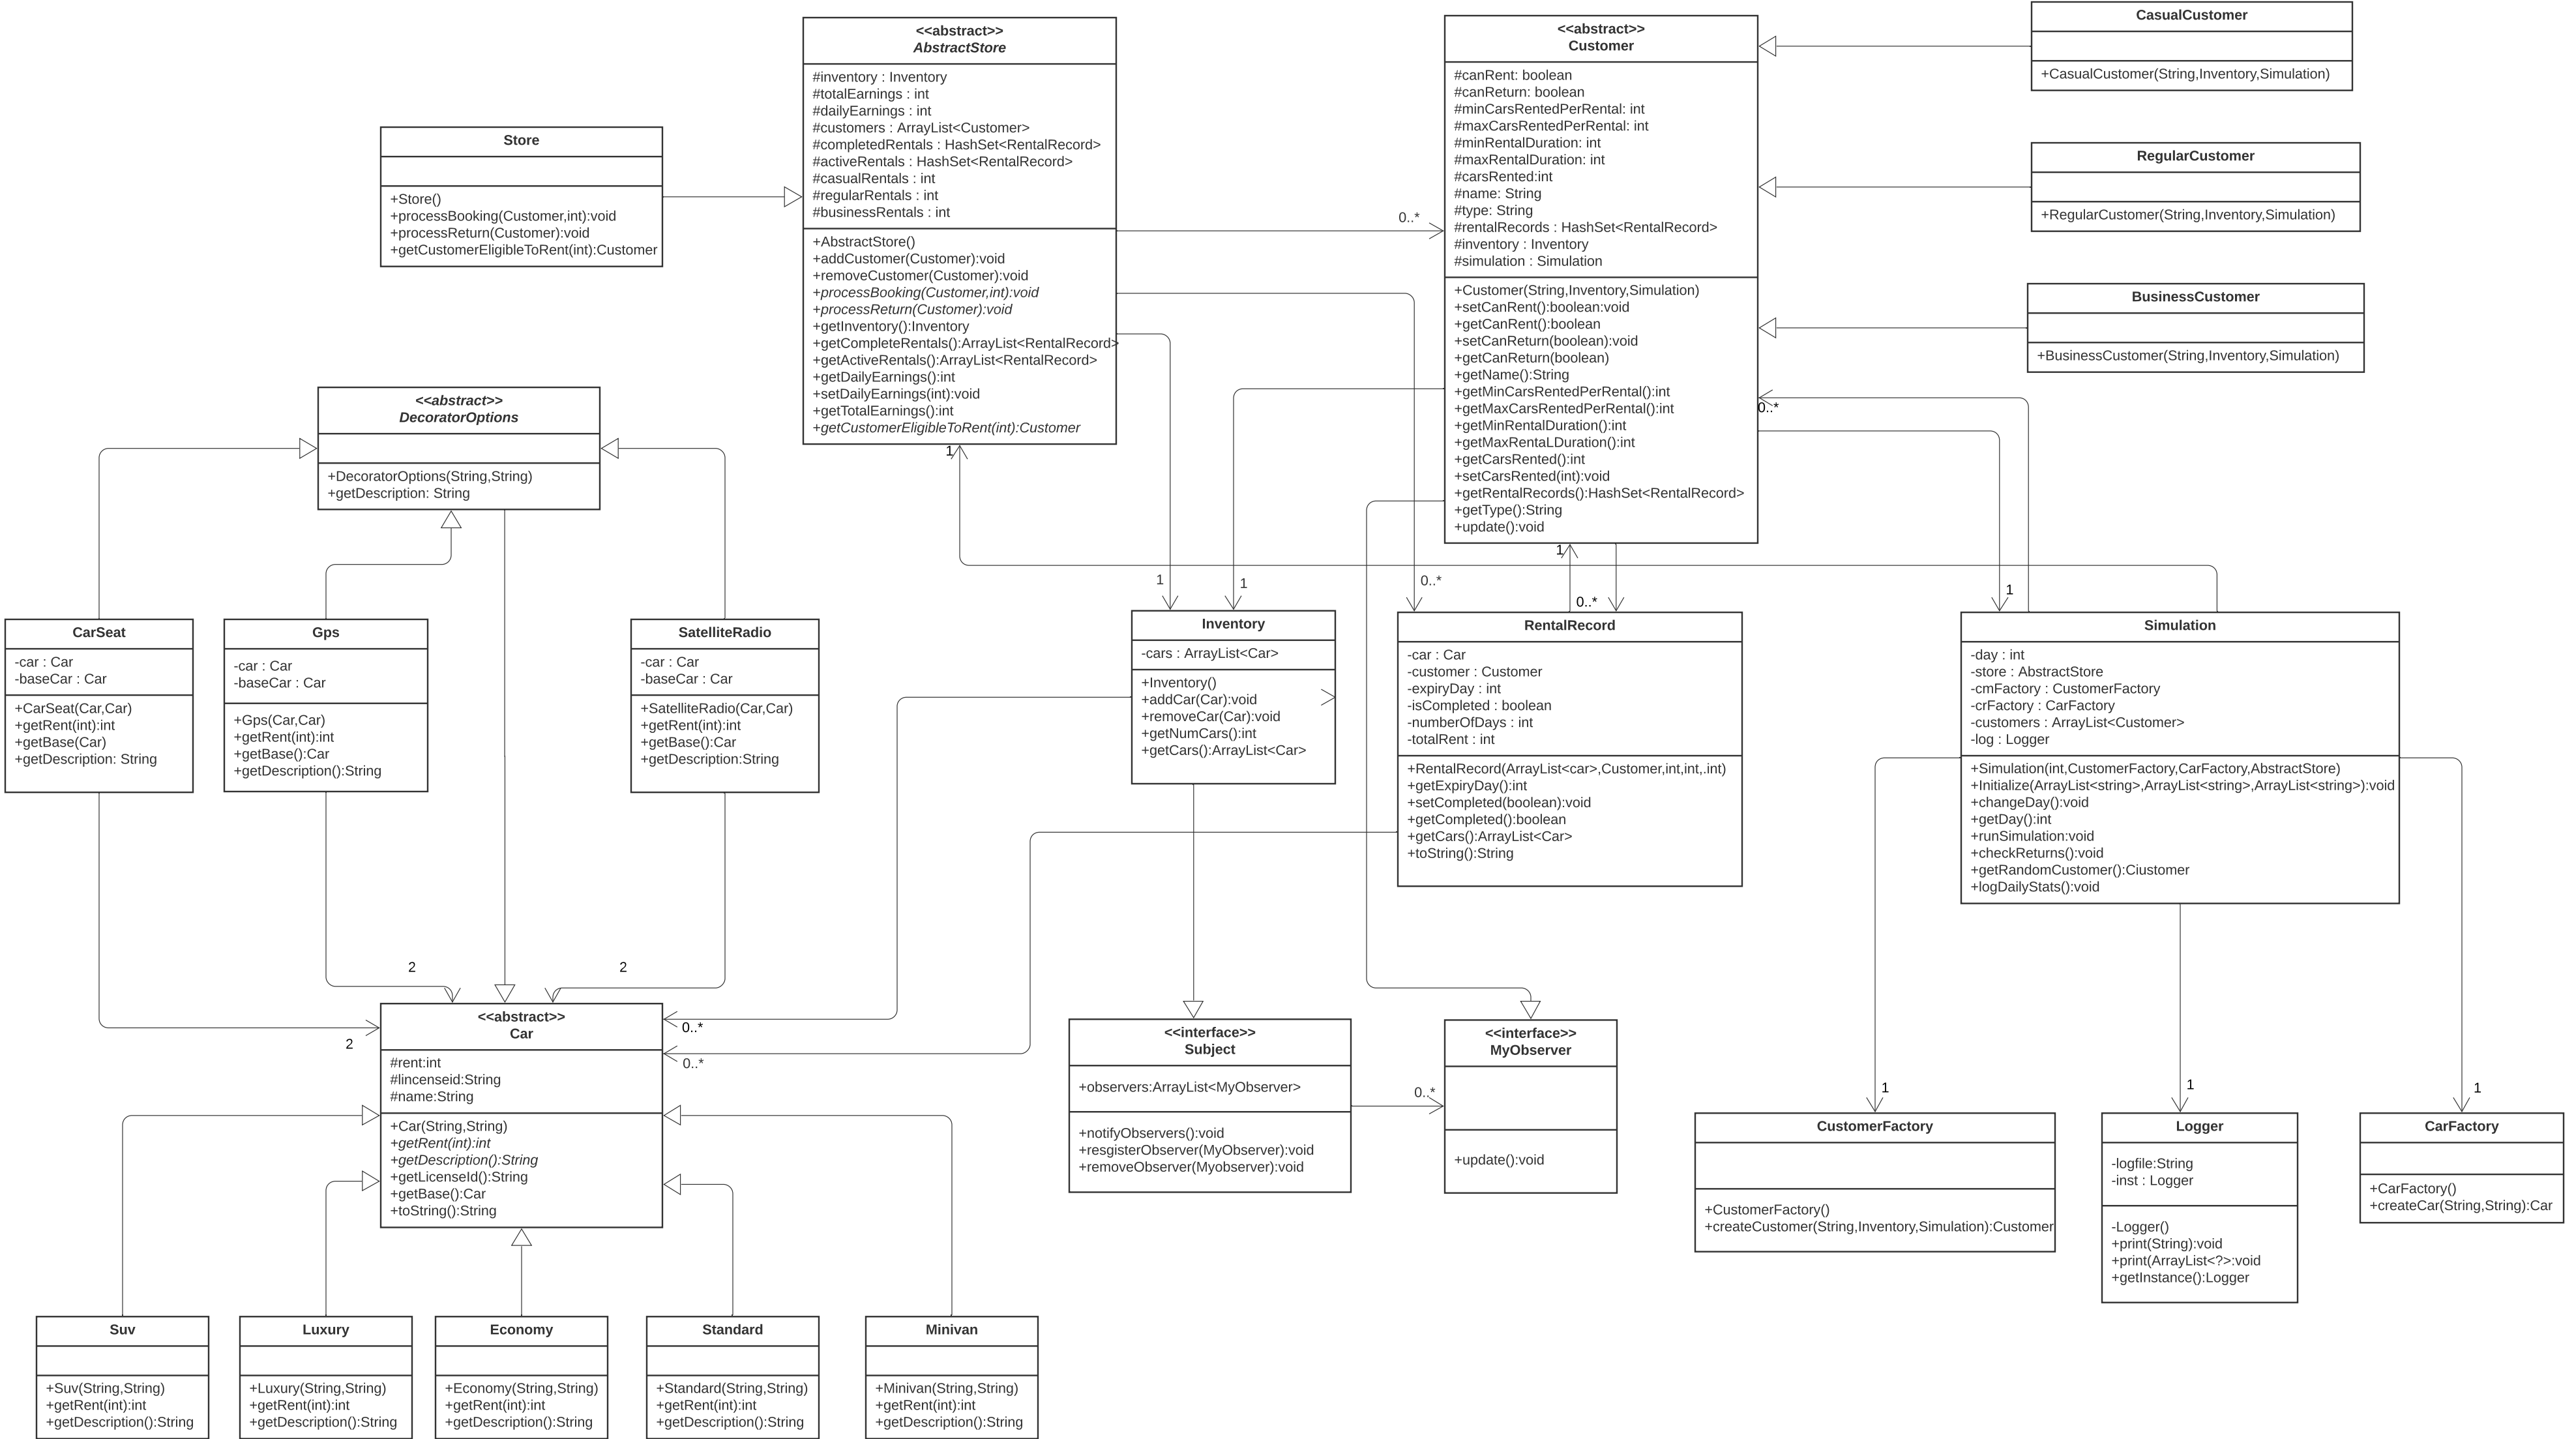 <<abstract>>
AbstractStore
#inventory : Inventory
#totalEarnings : int
#dailyEarnings : int
#customers : ArrayList<Customer>
#completedRentals : HashSet<RentalRecord>
#activeRentals : HashSet<RentalRecord>
#casualRentals : int
#regularRentals : int
#businessRentals : int
+AbstractStore()
+addCustomer(Customer):void
+removeCustomer(Customer):void
+processBooking(Customer,int):void
+processReturn(Customer):void
+getInventory():Inventory
+getCompleteRentals():ArrayList<RentalRecord>
+getActiveRentals():ArrayList<RentalRecord>
+getDailyEarnings():int
+setDailyEarnings(int):void
+getTotalEarnings():int
+getCustomerEligibleToRent(int):Customer
1
<<abstract>>
Customer
#canRent: boolean
#canReturn: boolean
#minCarsRentedPerRental: int
#maxCarsRentedPerRental: int
#minRentalDuration: int
#maxRentalDuration: int
#carsRented:int
#name: String
#type: String
#rentalRecords : HashSet<RentalRecord>
#inventory : Inventory
#simulation : Simulation
+Customer(String,Inventory,Simulation)
+setCanRent():boolean:void
+getCanRent():boolean
+setCanReturn(boolean):void
+getCanReturn(boolean)
+getName():String
+getMinCarsRentedPerRental():int
+getMaxCarsRentedPerRental():int
+getMinRentalDuration():int
+getMaxRentaLDuration():int
+getCarsRented():int
+setCarsRented(int):void
+getRentalRecords():HashSet<RentalRecord>
+getType():String
+update():void
0..*
0..*
1
CasualCustomer
+CasualCustomer(String,Inventory,Simulation)
RegularCustomer
+RegularCustomer(String,Inventory,Simulation)
BusinessCustomer
+BusinessCustomer(String,Inventory,Simulation)
Store
+Store()
+processBooking(Customer,int):void
+processReturn(Customer):void
+getCustomerEligibleToRent(int):Customer
<<abstract>>
DecoratorOptions
+DecoratorOptions(String,String)
+getDescription: String
CarSeat
-car : Car
-baseCar : Car
+CarSeat(Car,Car)
+getRent(int):int
+getBase(Car)
+getDescription: String
Gps
-car : Car
-baseCar : Car
+Gps(Car,Car)
+getRent(int):int
+getBase():Car
+getDescription():String
SatelliteRadio
-car : Car
-baseCar : Car
+SatelliteRadio(Car,Car)
+getRent(int):int
+getBase():Car
+getDescription:String
1
1
Inventory
-cars : ArrayList<Car>
+Inventory()
+addCar(Car):void
+removeCar(Car):void
+getNumCars():int
+getCars():ArrayList<Car>
0..*
0..*
RentalRecord
-car : Car
-customer : Customer
-expiryDay : int
-isCompleted : boolean
-numberOfDays : int
-totalRent : int
+RentalRecord(ArrayList<car>,Customer,int,int,.int)
+getExpiryDay():int
+setCompleted(boolean):void
+getCompleted():boolean
+getCars():ArrayList<Car>
+toString():String
1
Simulation
-day : int
-store : AbstractStore
-cmFactory : CustomerFactory
-crFactory : CarFactory
-customers : ArrayList<Customer>
-log : Logger
+Simulation(int,CustomerFactory,CarFactory,AbstractStore)
+Initialize(ArrayList<string>,ArrayList<string>,ArrayList<string>):void
+changeDay():void
+getDay():int
+runSimulation:void
+checkReturns():void
+getRandomCustomer():Ciustomer
+logDailyStats():void
2
2
2
<<abstract>>
Car
#rent:int
#lincenseid:String
#name:String
+Car(String,String)
+getRent(int):int
+getDescription():String
+getLicenseId():String
+getBase():Car
+toString():String
0..*
0..*
<<interface>>
Subject
+observers:ArrayList<MyObserver>
+notifyObservers():void
+resgisterObserver(MyObserver):void
+removeObserver(Myobserver):void
0..*
<<interface>>
MyObserver
+update():void
1
CustomerFactory
+CustomerFactory()
+createCustomer(String,Inventory,Simulation):Customer
1
Logger
-logfile:String
-inst : Logger
-Logger()
+print(String):void
+print(ArrayList<?>:void
+getInstance():Logger
1
CarFactory
+CarFactory()
+createCar(String,String):Car
Suv
+Suv(String,String)
+getRent(int):int
+getDescription():String
Luxury
+Luxury(String,String)
+getRent(int):int
+getDescription():String
Economy
+Economy(String,String)
+getRent(int):int
+getDescription():String
Standard
+Standard(String,String)
+getRent(int):int
+getDescription():String
Minivan
+Minivan(String,String)
+getRent(int):int
+getDescription():String